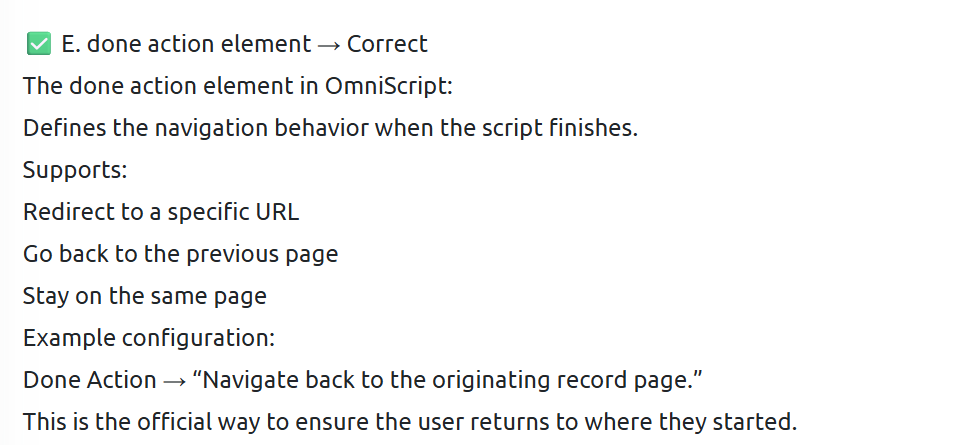 ✅ E. done action element → Correct
The done action element in OmniScript:
Defines the navigation behavior when the script finishes.
Supports:
Redirect to a specific URL
Go back to the previous page
Stay on the same page
Example configuration:
Done Action → “Navigate back to the originating record page.”
This is the official way to ensure the user returns to where they started.